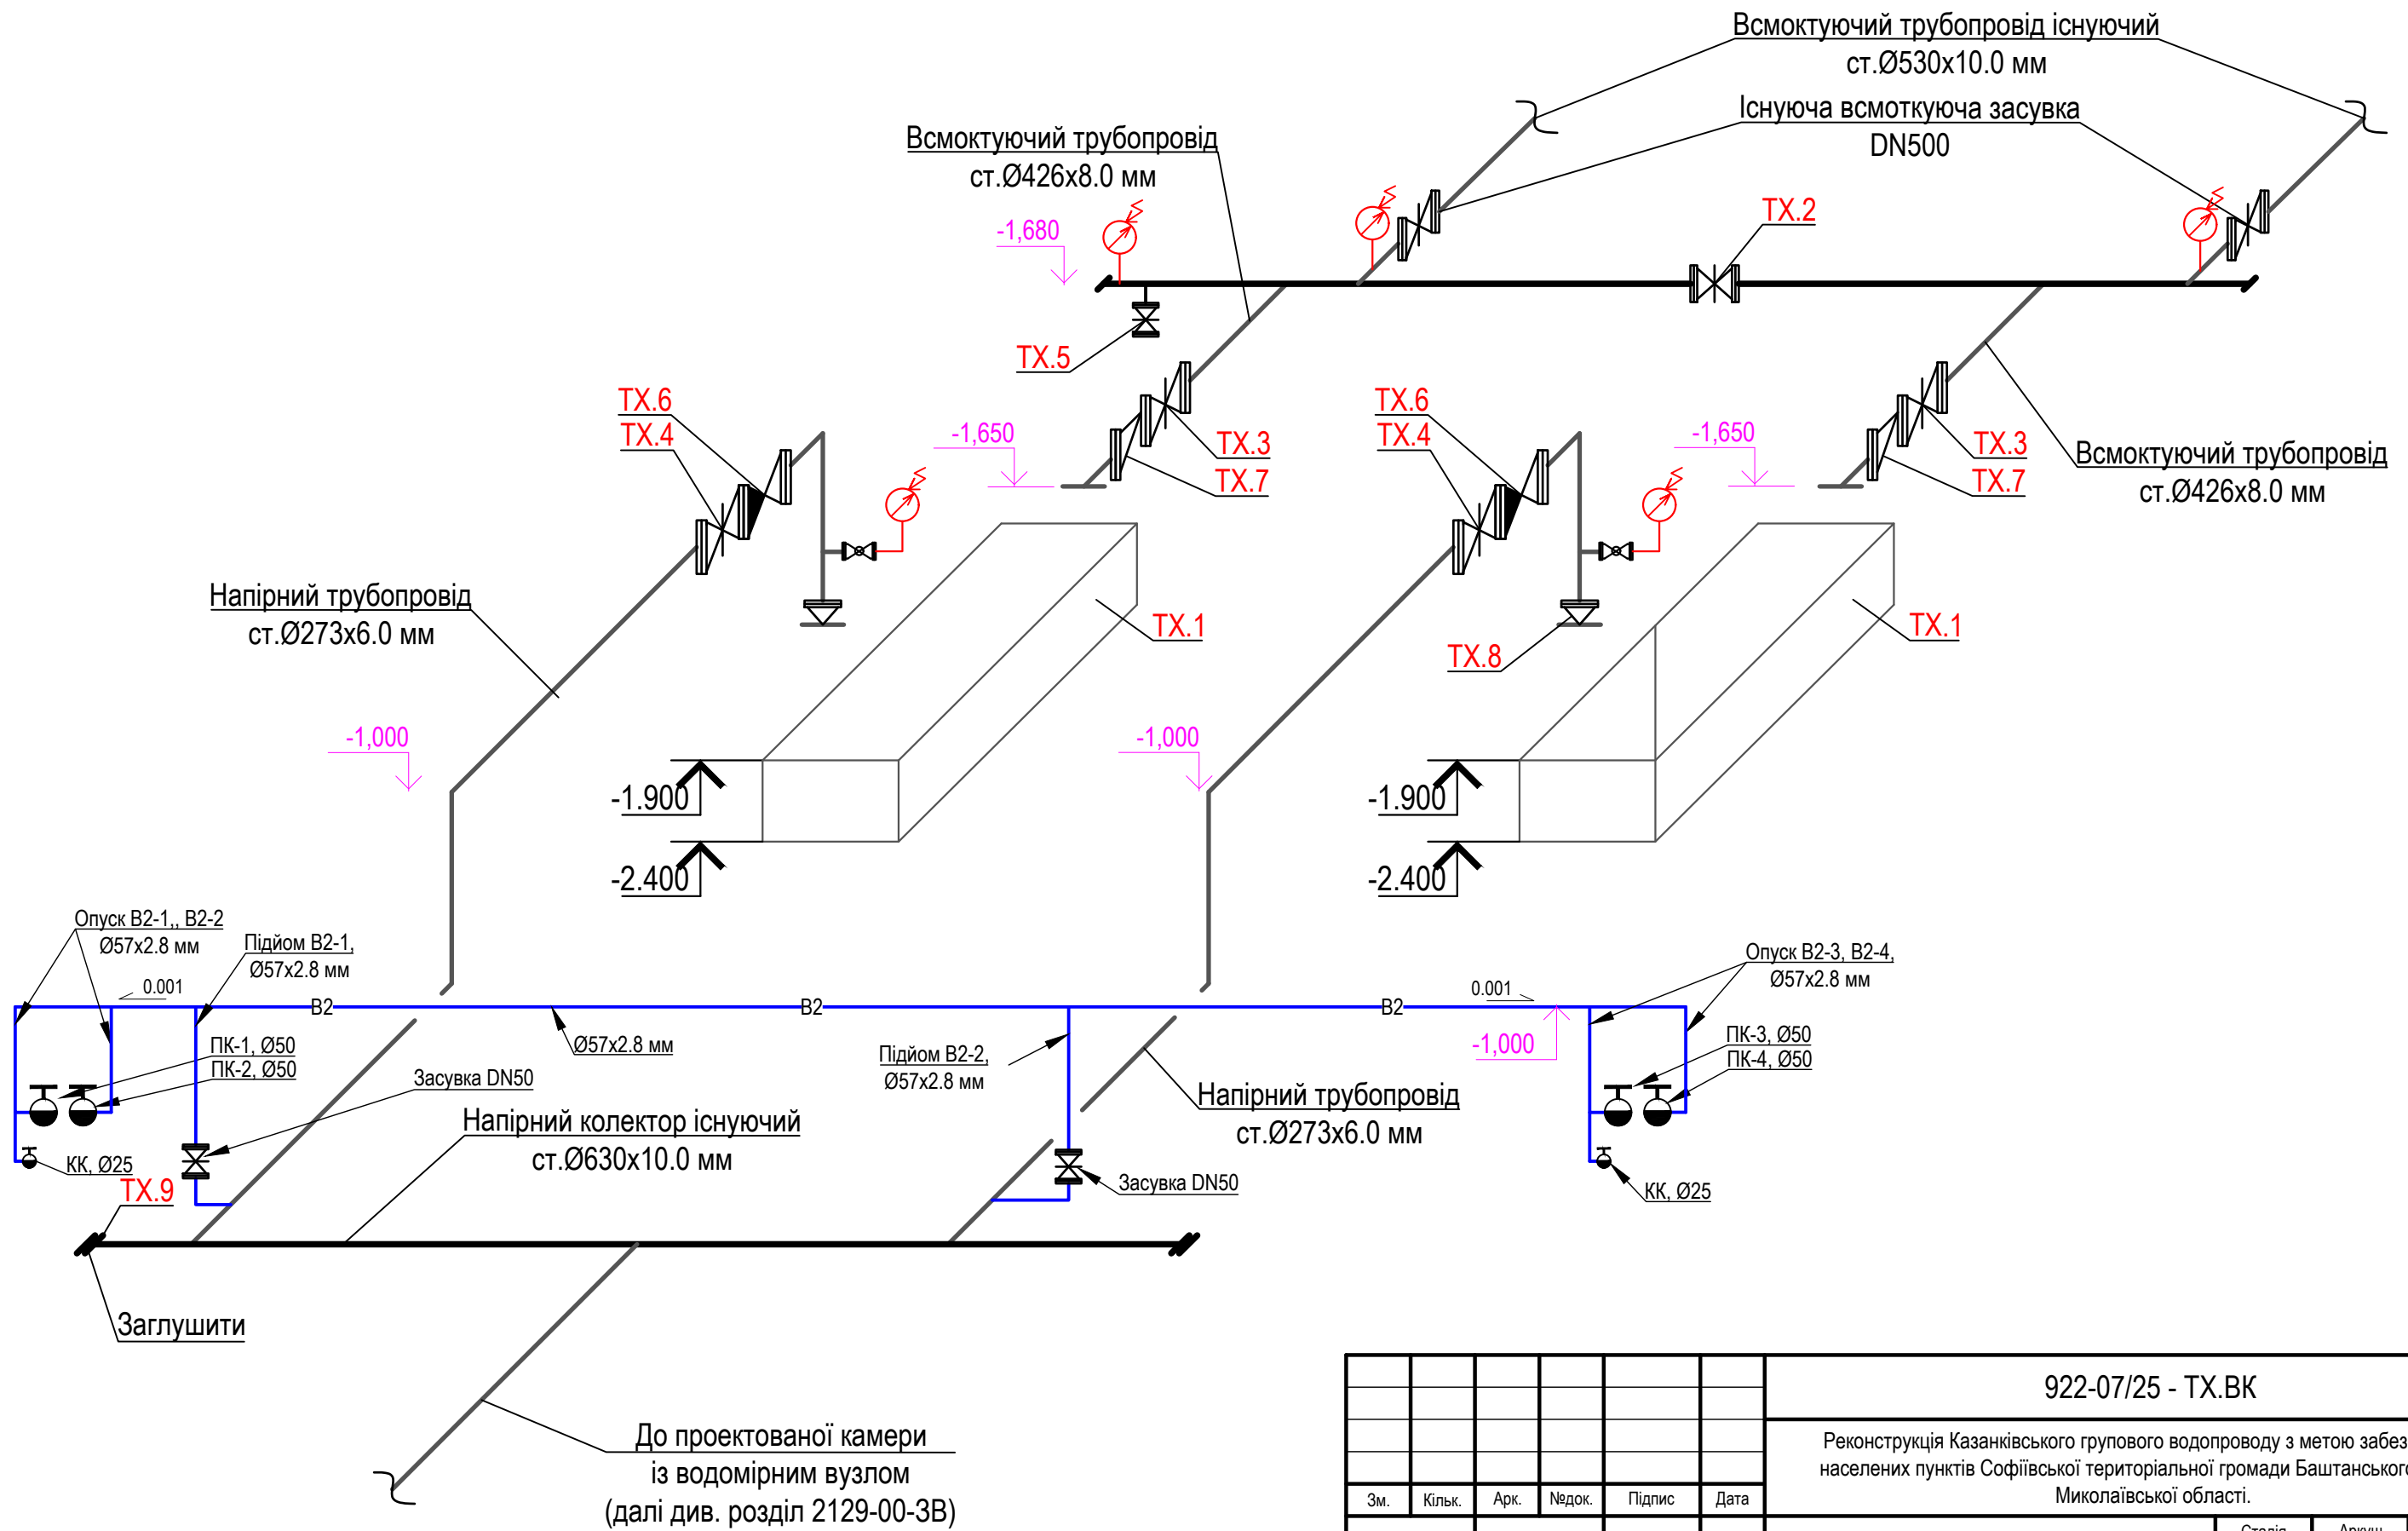 Всмоктуючий трубопровід існуючий
ст.Ø530х10.0 мм
Існуюча всмоткуюча засувка
DN500
Всмоктуючий трубопровід
ст.Ø426х8.0 мм
-1,680
ТХ.2
ТХ.5
ТХ.6
ТХ.4
-1,650
ТХ.3
ТХ.7
ТХ.6
ТХ.4
-1,650
ТХ.3
ТХ.7
Всмоктуючий трубопровід
ст.Ø426х8.0 мм
Напірний трубопровід
ст.Ø273х6.0 мм
ТХ.1
ТХ.8
ТХ.1
-1,000
-1,000
-1.900
-2.400
-1.900
-2.400
Опуск В2-1,, В2-2
Ø57х2.8 мм
Підйом В2-1,
Ø57х2.8 мм
0.001
В2
В2
В2
0.001
-1,000
Опуск В2-3, В2-4,
Ø57х2.8 мм
ПК-1, Ø50
ПК-2, Ø50
Ø57х2.8 мм
Підйом В2-2,
Ø57х2.8 мм
ПК-3, Ø50
ПК-4, Ø50
Засувка DN50
Напірний колектор існуючий
ст.Ø630х10.0 мм
Напірний трубопровід
ст.Ø273х6.0 мм
КК, Ø25
ТХ.9
Засувка DN50
КК, Ø25
Заглушити
До проектованої камери
із водомірним вузлом
(далі див. розділ 2129-00-ЗВ)
922-07/25 - ТХ.ВК
Реконструкція Казанківського групового водопроводу з метою забез
населених пунктів Софіївської територіальної громади Баштанського
Миколаївської області.
Зм. Кільк. Арк. №док. Підпис Дата